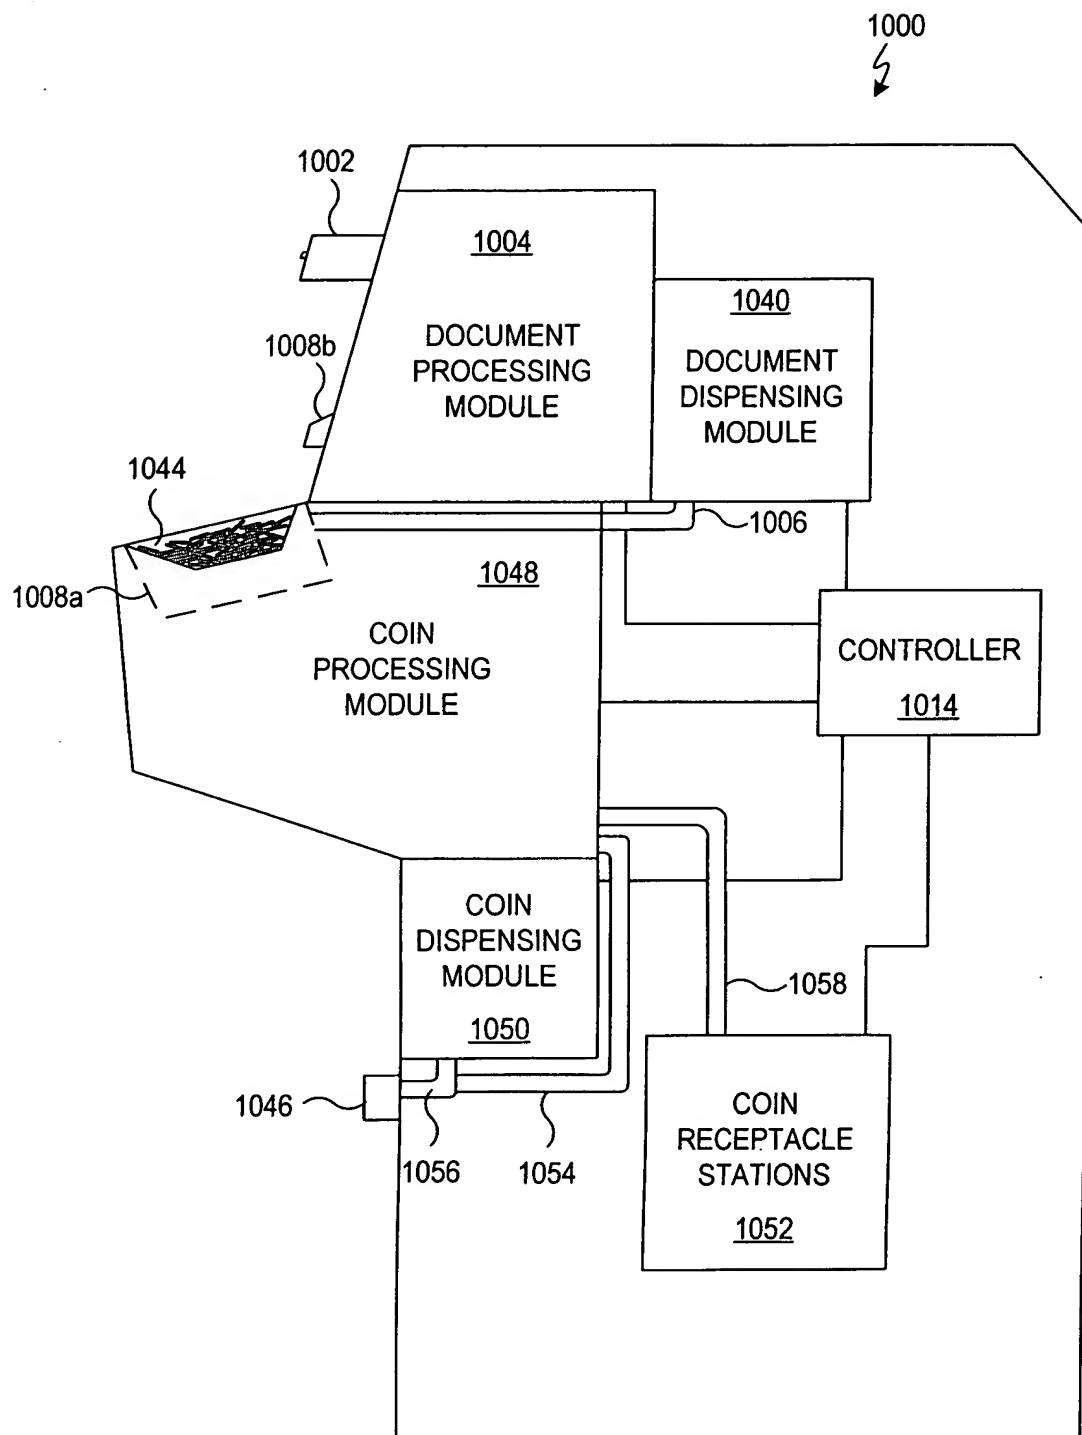 1000
1002
1004
DOCUMENT
PROCESSING
MODULE
1040
DOCUMENT
DISPENSING
MODULE
1008b
1044
1006
1008a
1048
COIN
PROCESSING
MODULE
CONTROLLER
1014
COIN
DISPENSING
MODULE
1050
1058
1046
1056
1054
COIN
RECEPTACLE
STATIONS
1052